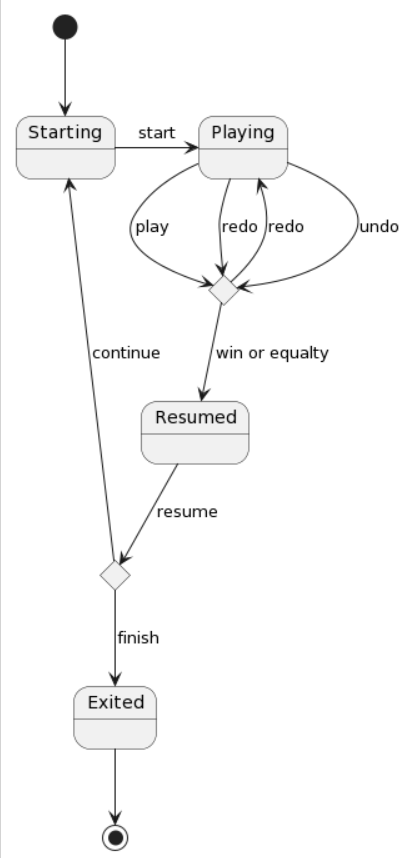 Starting
start
Playing
play
redo
redo
undo
continue
win or equalty
Resumed
resume
finish
Exited